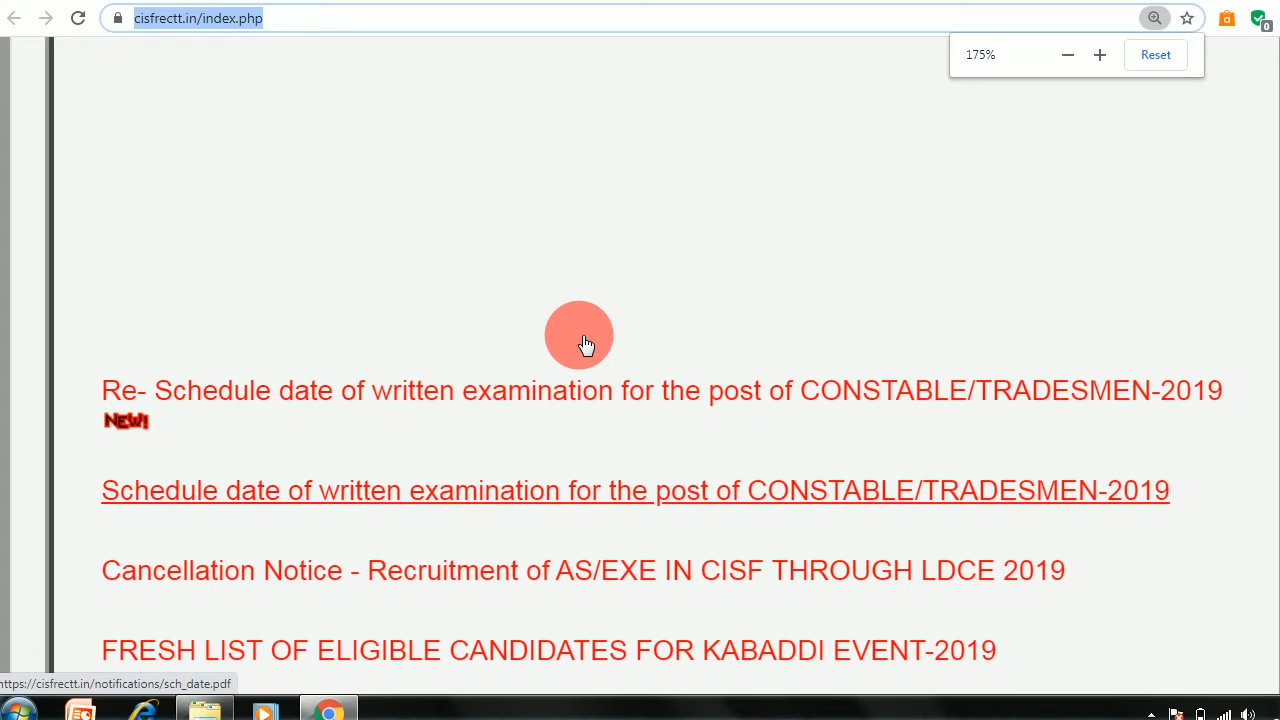 cisfrectt.in/index.php
0
175%
Reset
Re- Schedule date of written examination for the post of CONSTABLE/TRADESMEN-2019
NEW!
Schedule date of written examination for the post of CONSTABLE/TRADESMEN-2019
Cancellation Notice - Recruitment of AS/EXE IN CISF THROUGH LDCE 2019
FRESH LIST OF ELIGIBLE CANDIDATES FOR KABADDI EVENT-2019
https://cisfrectt.in/notifications/sch_date.pdf